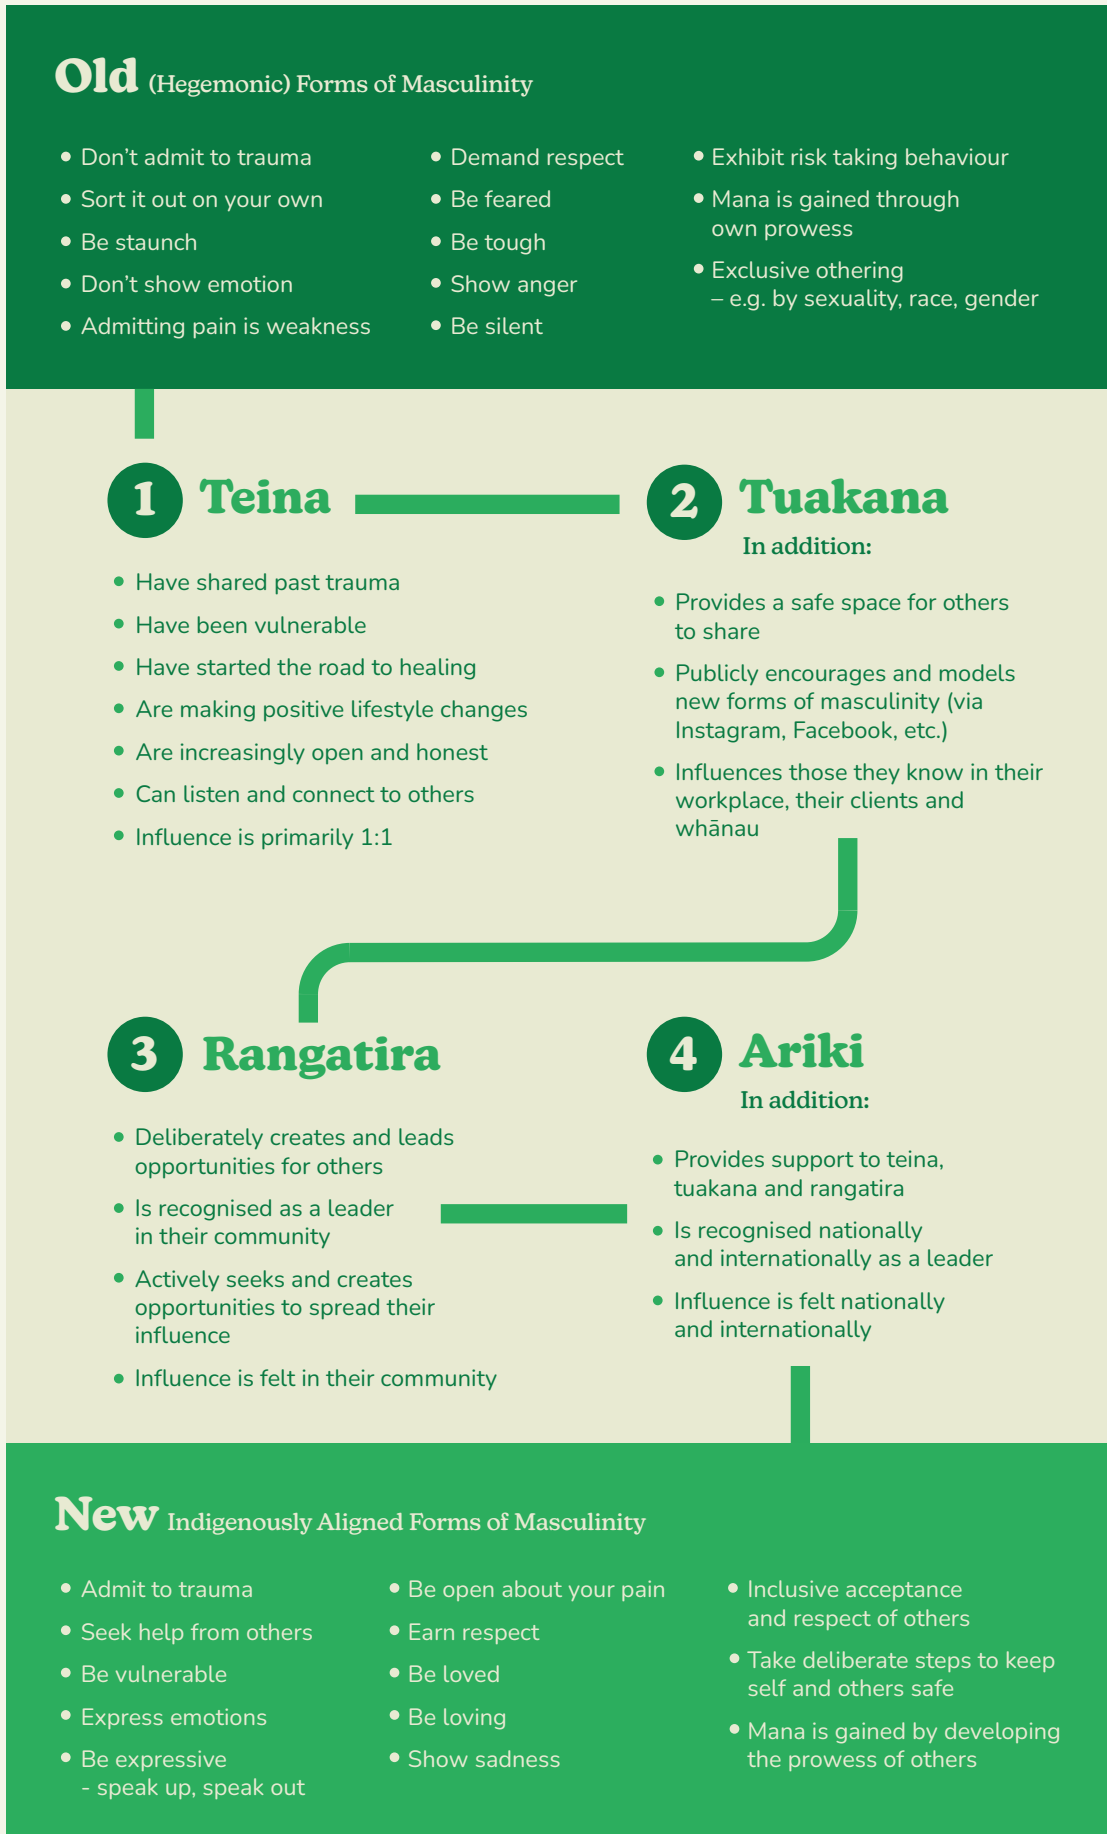 Old (Hegemonic) Forms of Masculinity
• Don’t admit to trauma
• Sort it out on your own
• Be staunch
• Don’t show emotion
• Admitting pain is weakness
• Demand respect
• Be feared
• Be tough
• Show anger
• Be silent
• Exhibit risk taking behaviour
• Mana is gained through
own prowess
• Exclusive othering
– e.g. by sexuality, race, gender
1 Teina
• Have shared past trauma
• Have been vulnerable
• Have started the road to healing
• Are making positive lifestyle changes
• Are increasingly open and honest
• Can listen and connect to others
• Influence is primarily 1:1
2 Tuakana
In addition:
• Provides a safe space for others
to share
• Publicly encourages and models
new forms of masculinity (via
Instagram, Facebook, etc.)
• Influences those they know in their
workplace, their clients and
whānau
3 Rangatira
• Deliberately creates and leads
opportunities for others
• Is recognised as a leader
in their community
• Actively seeks and creates
opportunities to spread their
influence
• Influence is felt in their community
4 Ariki
In addition:
• Provides support to teina,
tuakana and rangatira
• Is recognised nationally
and internationally as a leader
• Influence is felt nationally
and internationally
New Indigenously Aligned Forms of Masculinity
• Admit to trauma
• Seek help from others
• Be vulnerable
• Express emotions
• Be expressive
- speak up, speak out
• Be open about your pain
• Earn respect
• Be loved
• Be loving
• Show sadness
• Inclusive acceptance
and respect of others
• Take deliberate steps to keep
self and others safe
• Mana is gained by developing
the prowess of others